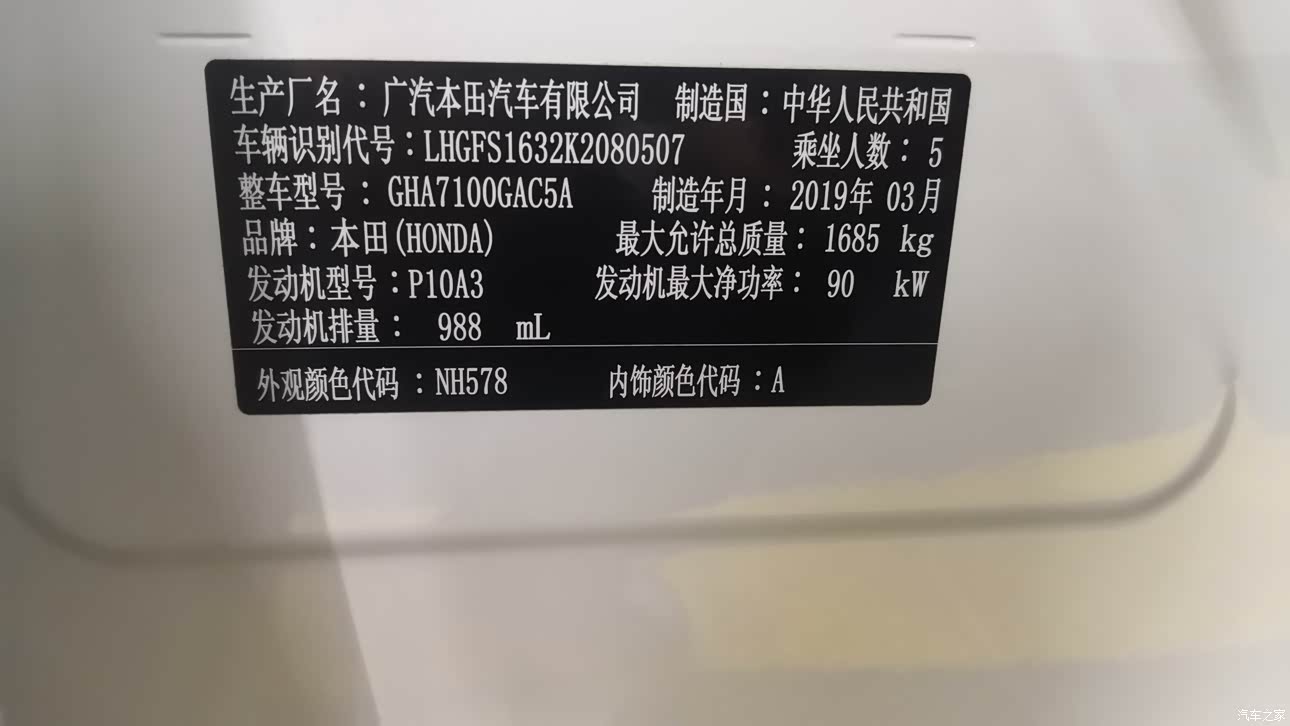 生产厂名：广汽本田汽车有限公司 制造国：中华人民共和国
车辆识别代号：LHGFS1632K2080507 乘坐人数：5
整车型号：GHA7100GAC5A 制造年月：2019年 03月
品牌：本田(HONDA) 最大允许总质量：1685 kg
发动机型号：P10A3 发动机最大净功率：90 kW
发动机排量：988 mL
外观颜色代码：NH578 内饰颜色代码：A
汽车之家